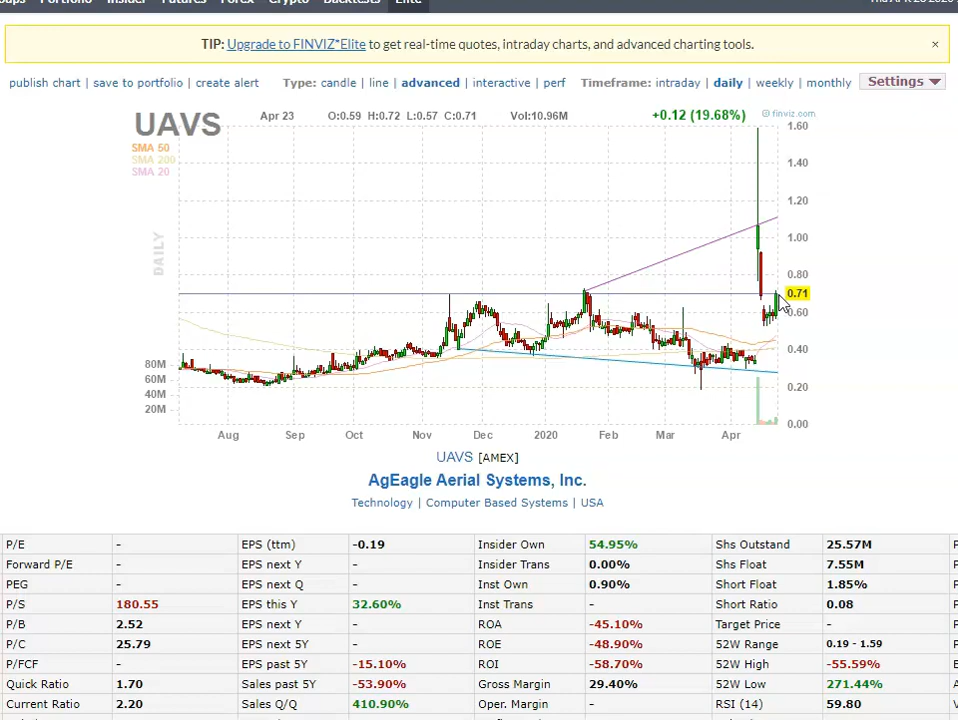 Portfolio Insider Futures Forex Crypto Backtests Elite
TIP: Upgrade to FINVIZ*Elite to get real-time quotes, intraday charts, and advanced charting tools. ×
publish chart | save to portfolio | create alert Type: candle | line | advanced | interactive | perf Timeframe: intraday | daily | weekly | monthly Settings
UAVS Apr 23 O:0.59 H:0.72 L:0.57 C:0.71 Vol:10.96M +0.12 (19.68%) © finviz.com
SMA 50
SMA 200
SMA 20
DAILY
1.60
1.40
1.20
1.00
0.80
0.71
0.60
0.40
0.20
0.00
80M
60M
40M
20M
Aug Sep Oct Nov Dec 2020 Feb Mar Apr
UAVS [AMEX]
AgEagle Aerial Systems, Inc.
Technology | Computer Based Systems | USA
P/E - EPS (ttm) -0.19 Insider Own 54.95% Shs Outstand 25.57M
Forward P/E - EPS next Y - Insider Trans 0.00% Shs Float 7.55M
PEG - EPS next Q - Inst Own 0.90% Short Float 1.85%
P/S 180.55 EPS this Y 32.60% Inst Trans - Short Ratio 0.08
P/B 2.52 EPS next Y - ROA -45.10% Target Price -
P/C 25.79 EPS next 5Y - ROE -48.90% 52W Range 0.19 - 1.59
P/FCF - EPS past 5Y -15.10% ROI -58.70% 52W High -55.59%
Quick Ratio 1.70 Sales past 5Y -53.90% Gross Margin 29.40% 52W Low 271.44%
Current Ratio 2.20 Sales Q/Q 410.90% Oper. Margin - RSI (14) 59.80